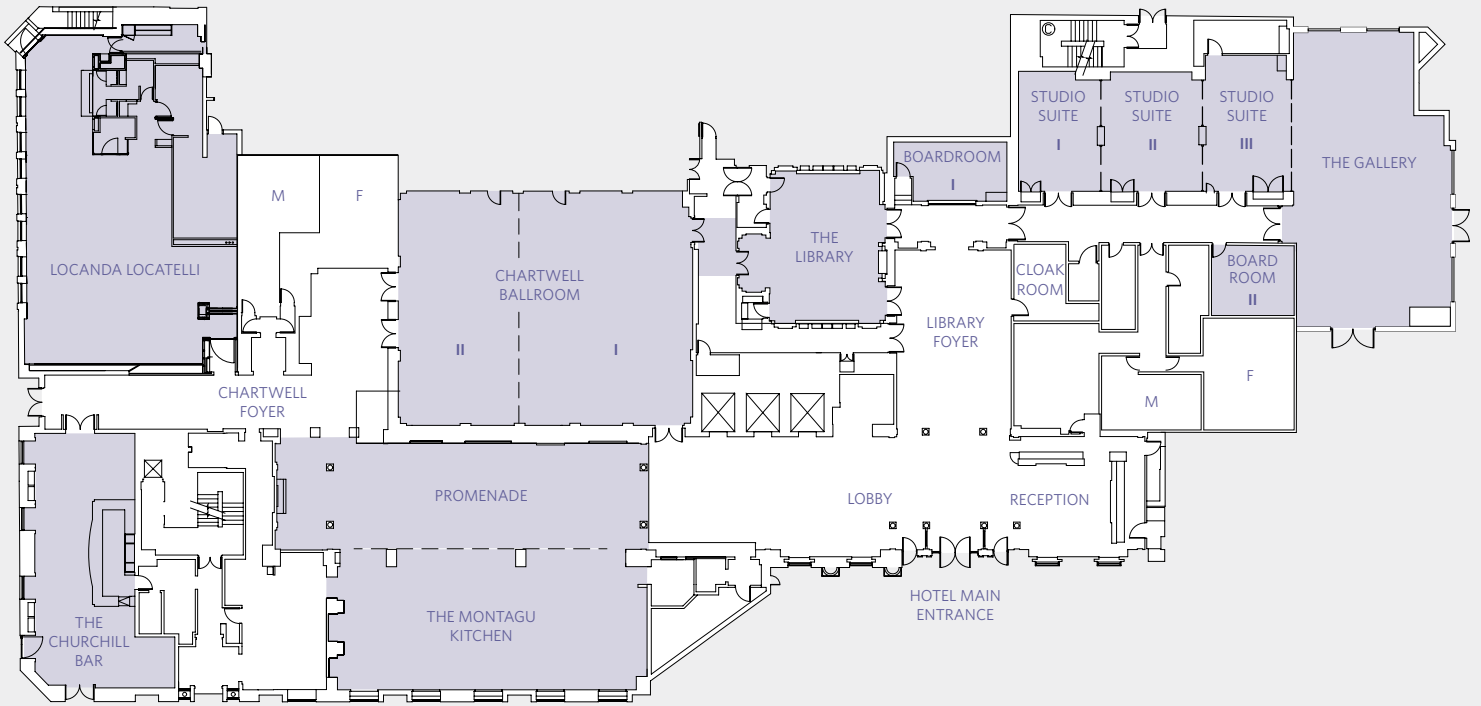 STUDIO
SUITE
I
STUDIO
SUITE
II
STUDIO
SUITE
III
BOARDROOM
I
THE GALLERY
M
F
LOCANDA LOCATELLI
CHARTWELL
BALLROOM
II
I
THE
LIBRARY
CLOAK
ROOM
BOARD
ROOM
II
LIBRARY
FOYER
F
M
CHARTWELL
FOYER
PROMENADE
LOBBY
RECEPTION
HOTEL MAIN
ENTRANCE
THE MONTAGU
KITCHEN
THE
CHURCHILL
BAR